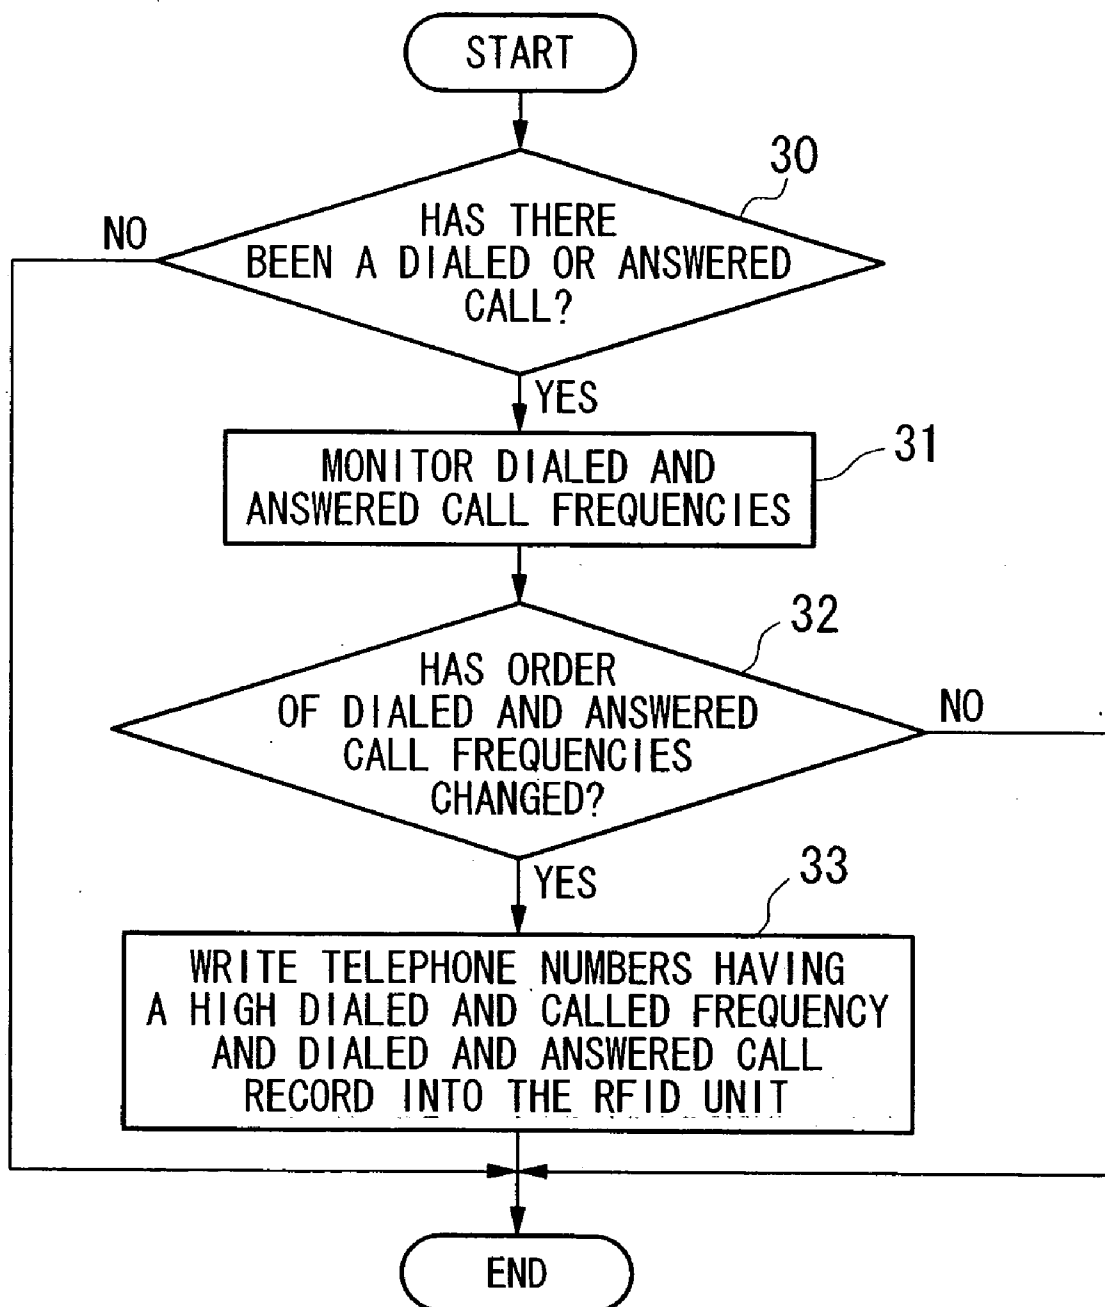 START
30
HAS THERE
NO
BEEN A DIALED OR ANSWERED
CALL?
YES
31
MONITOR DIALED AND
ANSWERED CALL FREQUENCIES
32
HAS ORDER
OF DIALED AND ANSWERED
NO
CALL FREQUENCIES
CHANGED?
YES
33
WRITE TELEPHONE NUMBERS HAVING
A HIGH DIALED AND CALLED FREQUENCY
AND DIALED AND ANSWERED CALL
RECORD INTO THE RFID UNIT
END